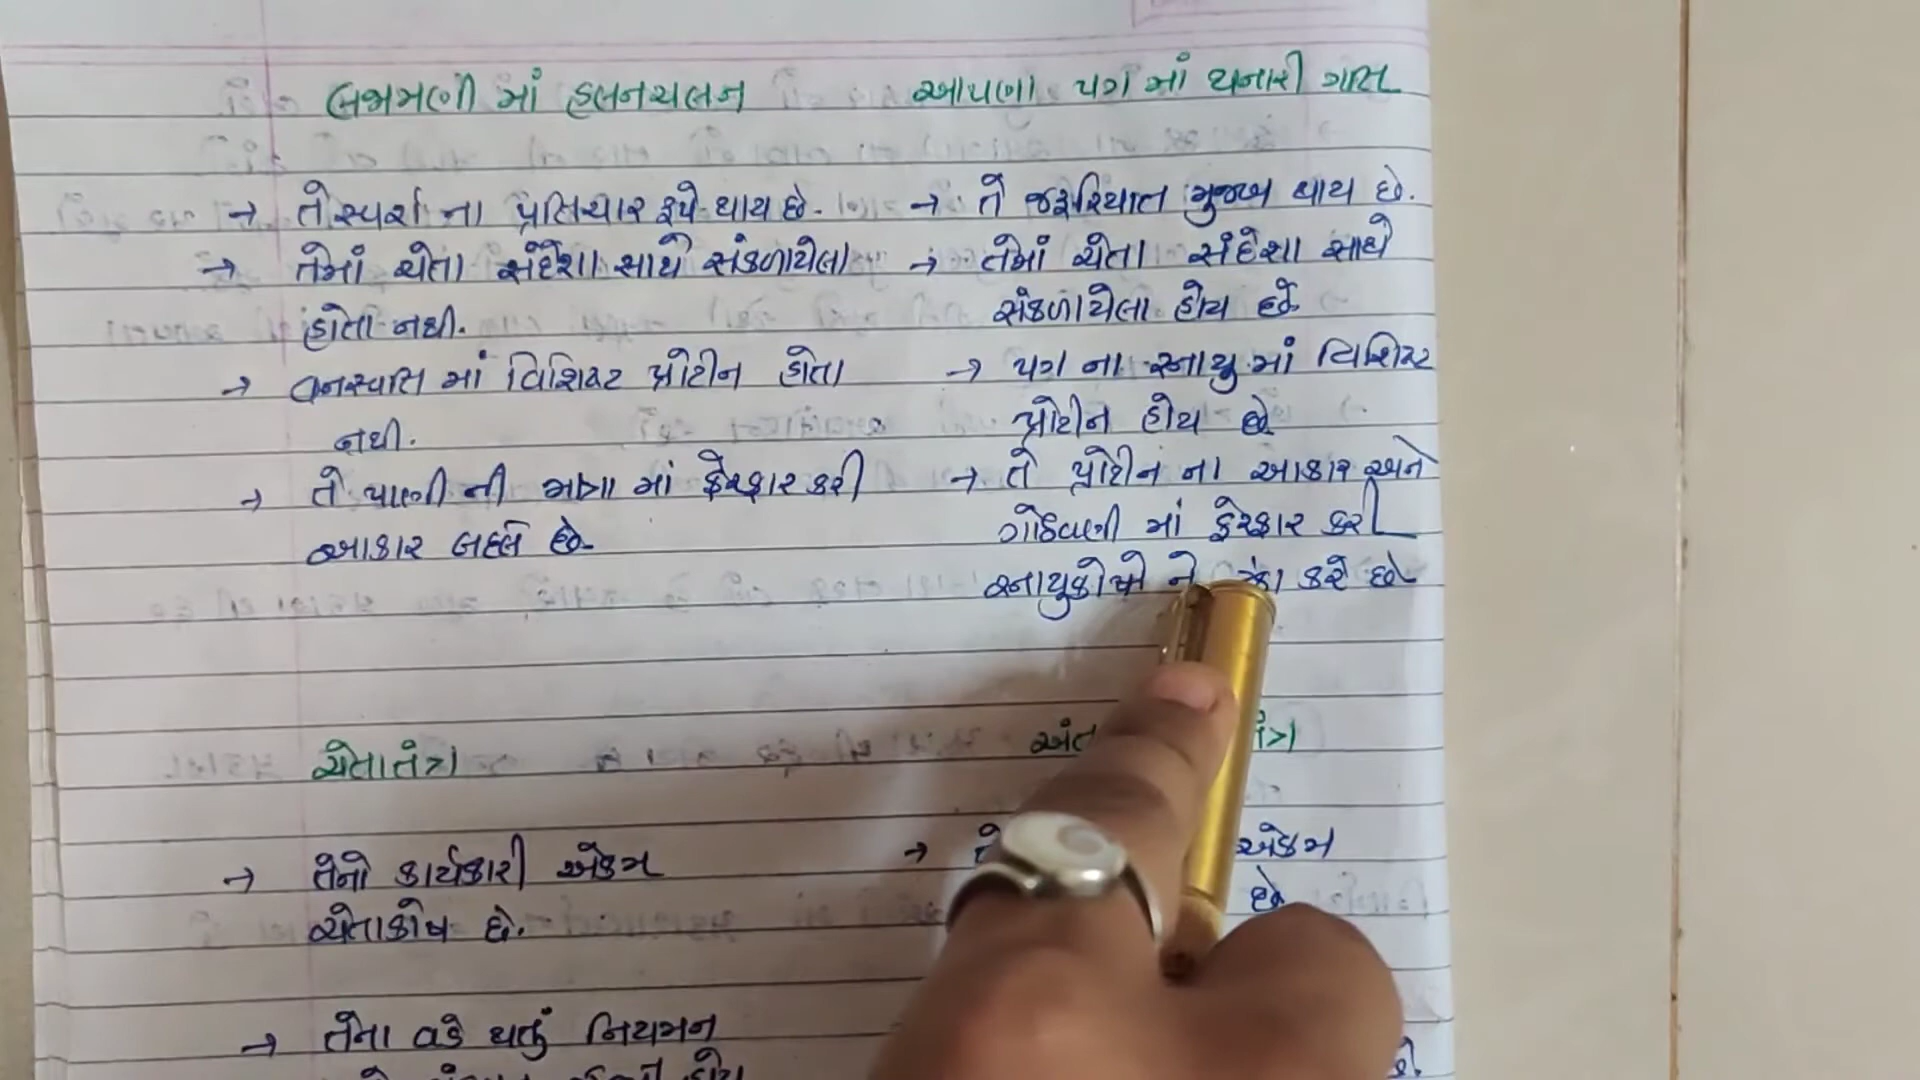 લજામણી માં હલનચલન
આપણા પગ માં થનારી ગતિ
→ તે સ્પર્શ ના પ્રતિચાર રૂપે થાય છે.
→ તે જરૂરિયાત મુજબ થાય છે.
→ તેમાં ચેતા સંદેશા સાથે સંકળાયેલા
હોતા નથી.
→ તેમાં ચેતા સંદેશા સાથે
સંકળાયેલા હોય છે
→ વનસ્પતિ માં વિશિષ્ટ પ્રોટીન હોતા
નથી.
→ પગ ના સ્નાયુ માં વિશિષ્ટ
પ્રોટીન હોય છે
→ તે પાણી ની માત્રા માં ફેરફાર કરી
આકાર બદલે છે
→ તે પ્રોટીન ના આકાર અને
ગોઠવણી માં ફેરફાર કરી
સ્નાયુકોષો ને કરે છે
ચેતાતંત્ર
→ તેનો કાર્યકારી એકમ
ચેતાકોષ છે.
→ એકમ
છે
→ તેના વડે થતું નિયમન
હોય